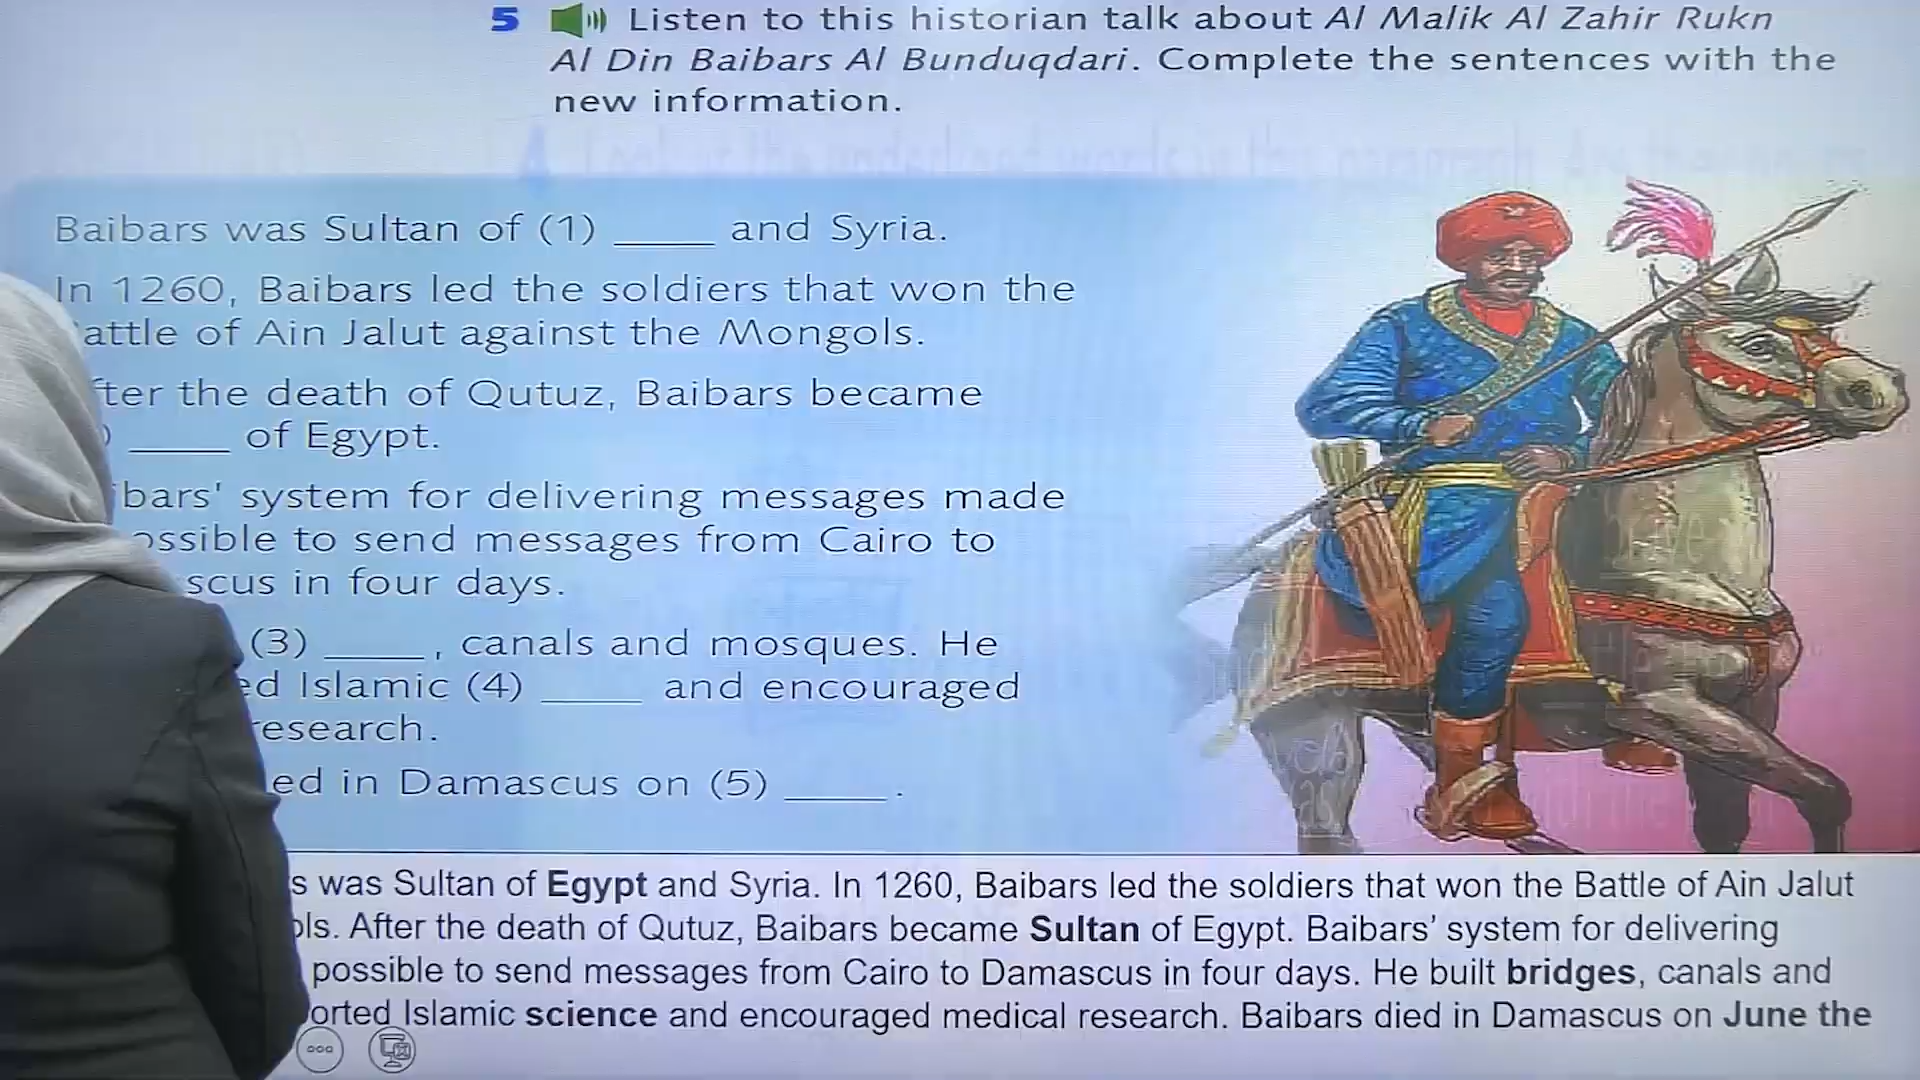 5 Listen to this historian talk about Al Malik Al Zahir Rukn
Al Din Baibars Al Bunduqdari. Complete the sentences with the
new information.
Baibars was Sultan of (1) ____ and Syria.
In 1260, Baibars led the soldiers that won the
attle of Ain Jalut against the Mongols.
fter the death of Qutuz, Baibars became
) ____ of Egypt.
ibars' system for delivering messages made
ossible to send messages from Cairo to
scus in four days.
(3) ____, canals and mosques. He
ed Islamic (4) ____ and encouraged
research.
ed in Damascus on (5) ____.
s was Sultan of Egypt and Syria. In 1260, Baibars led the soldiers that won the Battle of Ain Jalut
ols. After the death of Qutuz, Baibars became Sultan of Egypt. Baibars' system for delivering
possible to send messages from Cairo to Damascus in four days. He built bridges, canals and
orted Islamic science and encouraged medical research. Baibars died in Damascus on June the